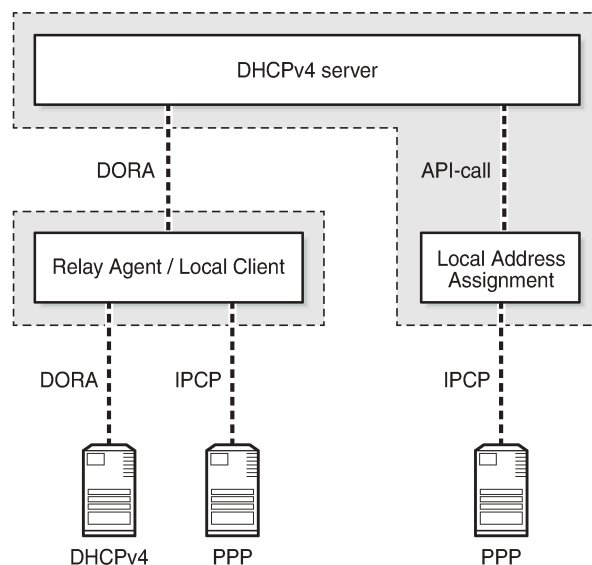 DHCPv4 server
DORA
API-call
Relay Agent / Local Client
Local Address
Assignment
DORA
IPCP
IPCP
DHCPv4
PPP
PPP